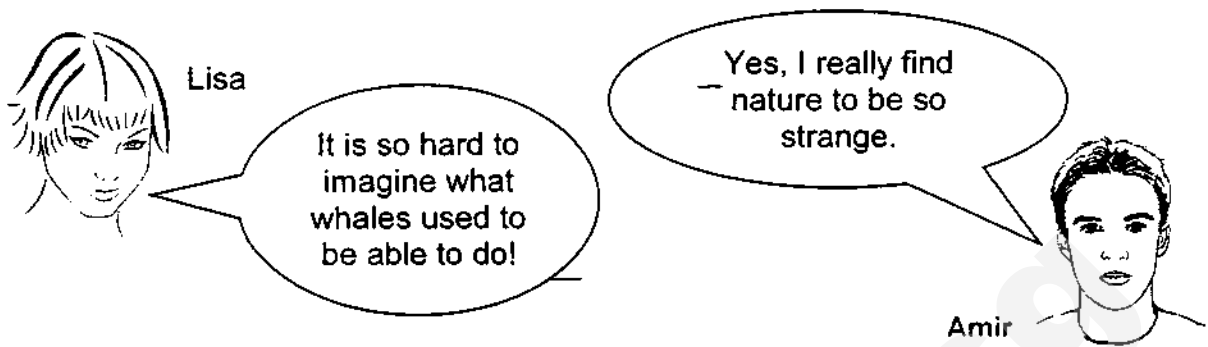 Lisa
It is so hard to
imagine what
whales used to
be able to do!
Yes, I really find
nature to be so
strange.
Amir